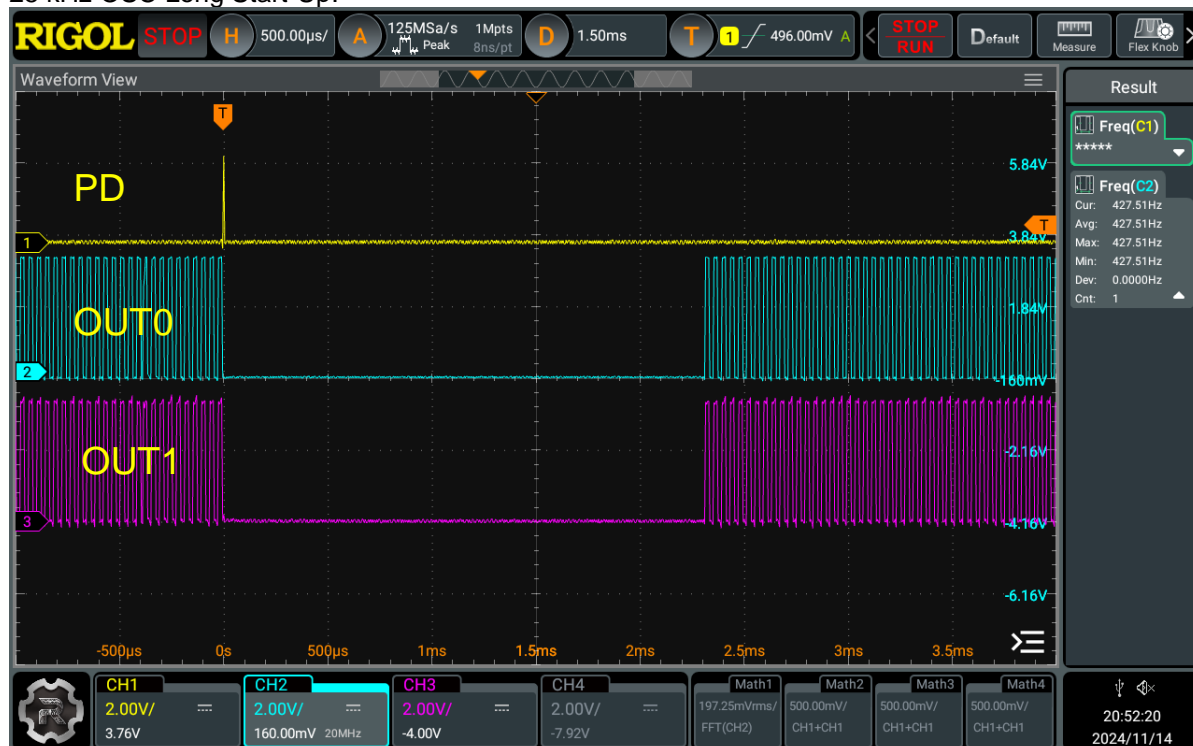 25 kHz OSC Long Start-Up:
RIGOL STOP H 500.00µs/ A 125MSa/s 1Mpts D 1.50ms T 1 496.00mV A < STOP Default Measure Flex Knob >
Peak 8ns/pt RUN
Waveform View
Result
T
Freq(C1)
*****
PD
5.84V
Freq(C2)
Cur: 427.51Hz
Avg: 427.51Hz
Max: 427.51Hz
Min: 427.51Hz
Dev: 0.0000Hz
Cnt: 1
T
1
3.84V
OUT0
1.84V
2
-160mV
OUT1
-2.16V
3
-4.16V
-6.16V
-500µs 0s 500µs 1ms 1.5ms 2ms 2.5ms 3ms 3.5ms
CH1 CH2 CH3 CH4 Math1 Math2 Math3 Math4
2.00V/ 2.00V/ 2.00V/ 2.00V/ 197.25mVrms/ 500.00mV/ 500.00mV/ 500.00mV/
3.76V 160.00mV 20MHz -4.00V -7.92V FFT(CH2) CH1+CH1 CH1+CH1 CH1+CH1
20:52:20
2024/11/14